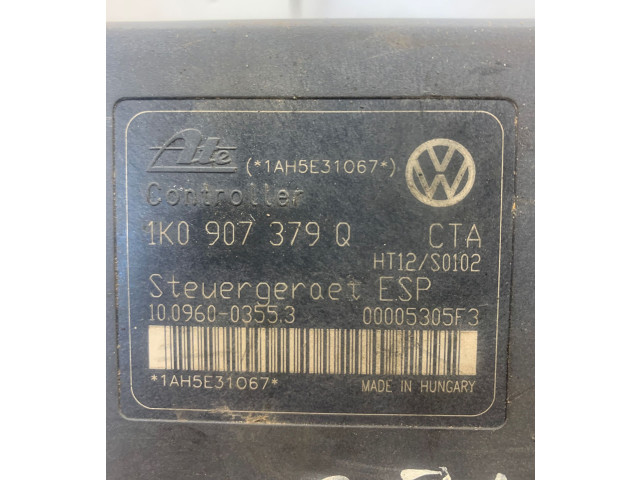 Ate (*1AH5E31067*)
Controller
1K0 907 379 Q CTA
HT12/S0102
Steuergeraet ESP
10.0960-0355.3 00005305F3
*1AH5E31067* MADE IN HUNGARY